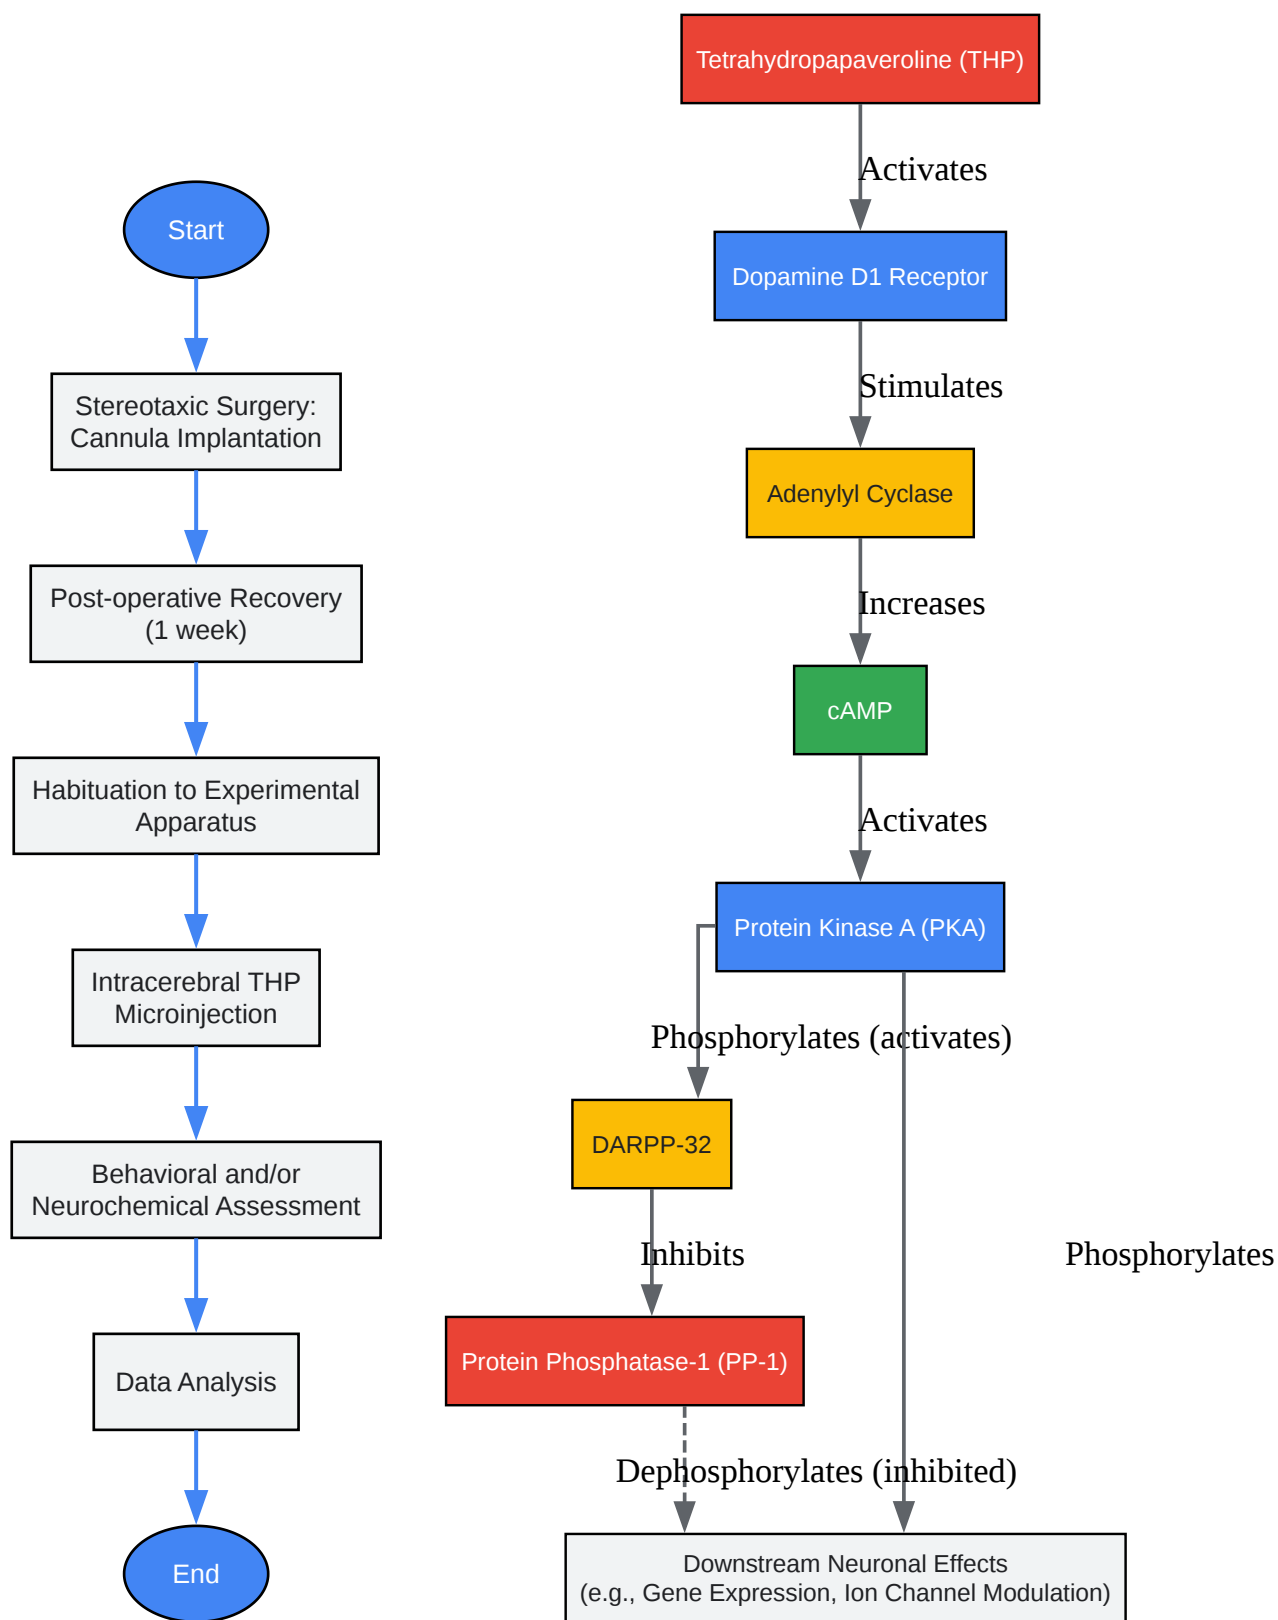 Start
Stereotaxic Surgery:
Cannula Implantation
Post-operative Recovery
(1 week)
Habituation to Experimental
Apparatus
Intracerebral THP
Microinjection
Behavioral and/or
Neurochemical Assessment
Data Analysis
End
Tetrahydropapaveroline (THP)
Activates
Dopamine D1 Receptor
Stimulates
Adenylyl Cyclase
Increases
cAMP
Activates
Protein Kinase A (PKA)
Phosphorylates (activates)
DARPP-32
Inhibits
Phosphorylates
Protein Phosphatase-1 (PP-1)
Dephosphorylates (inhibited)
Downstream Neuronal Effects
(e.g., Gene Expression, Ion Channel Modulation)